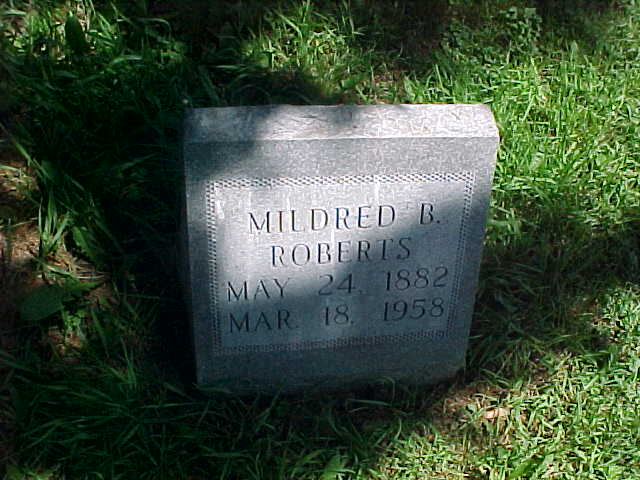 MILDRED B.
ROBERTS
MAY 24, 1882
MAR. 18, 1958